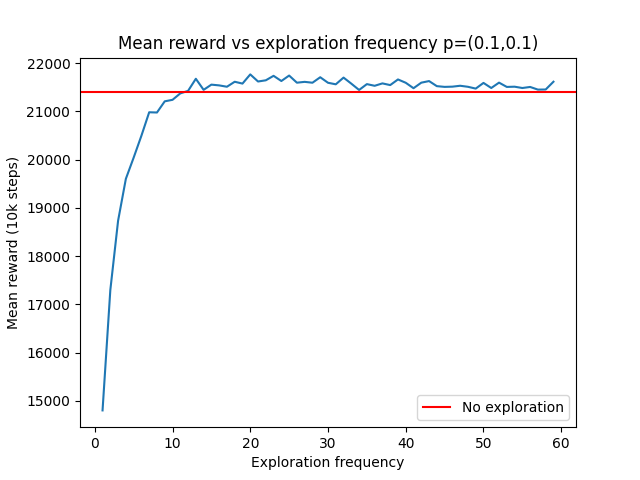 Mean reward vs exploration frequency p=(0.1,0.1)
Mean reward (10k steps)
22000
21000
20000
19000
18000
17000
16000
15000
No exploration
0 10 20 30 40 50 60
Exploration frequency